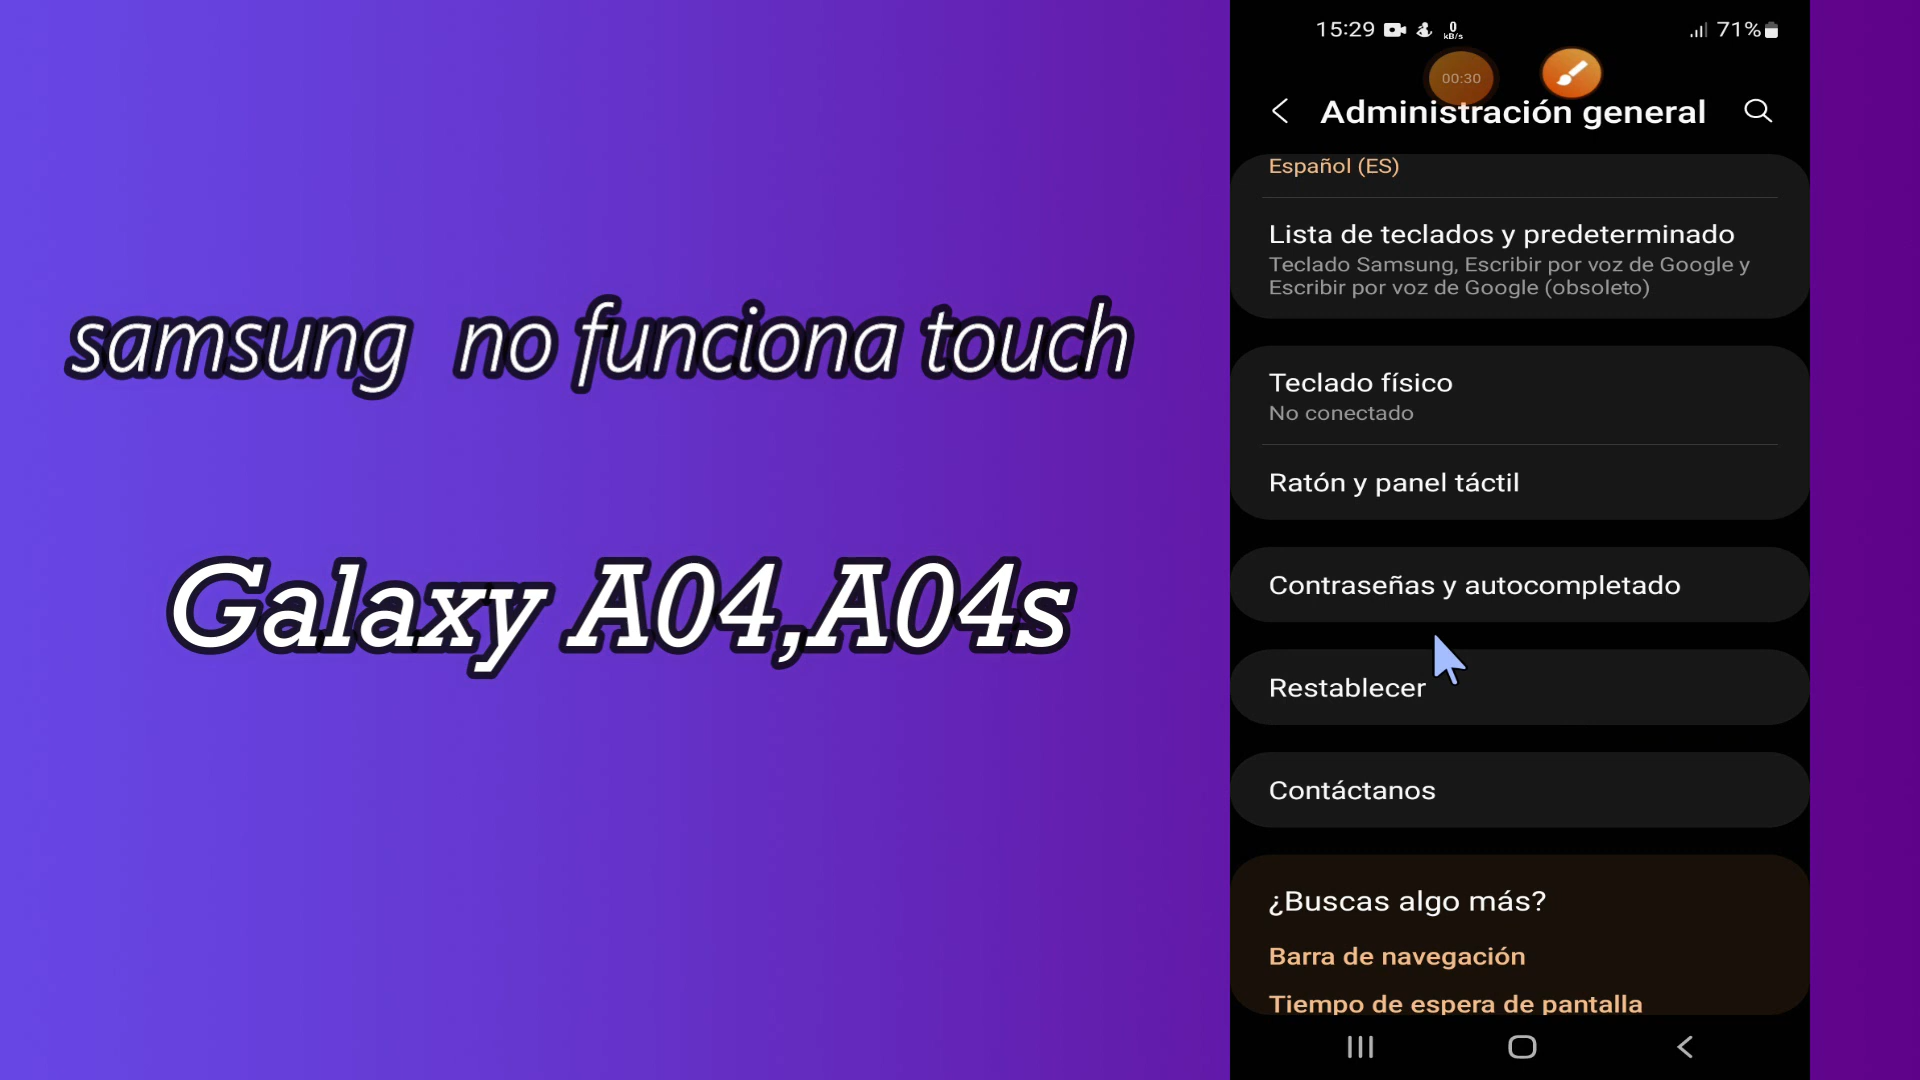 samsung no funciona touch
Galaxy A04,A04s
15:29
0
kB/s
71%
00:30
Administración general
Español (ES)
Lista de teclados y predeterminado
Teclado Samsung, Escribir por voz de Google y
Escribir por voz de Google (obsoleto)
Teclado físico
No conectado
Ratón y panel táctil
Contraseñas y autocompletado
Restablecer
Contáctanos
¿Buscas algo más?
Barra de navegación
Tiempo de espera de pantalla